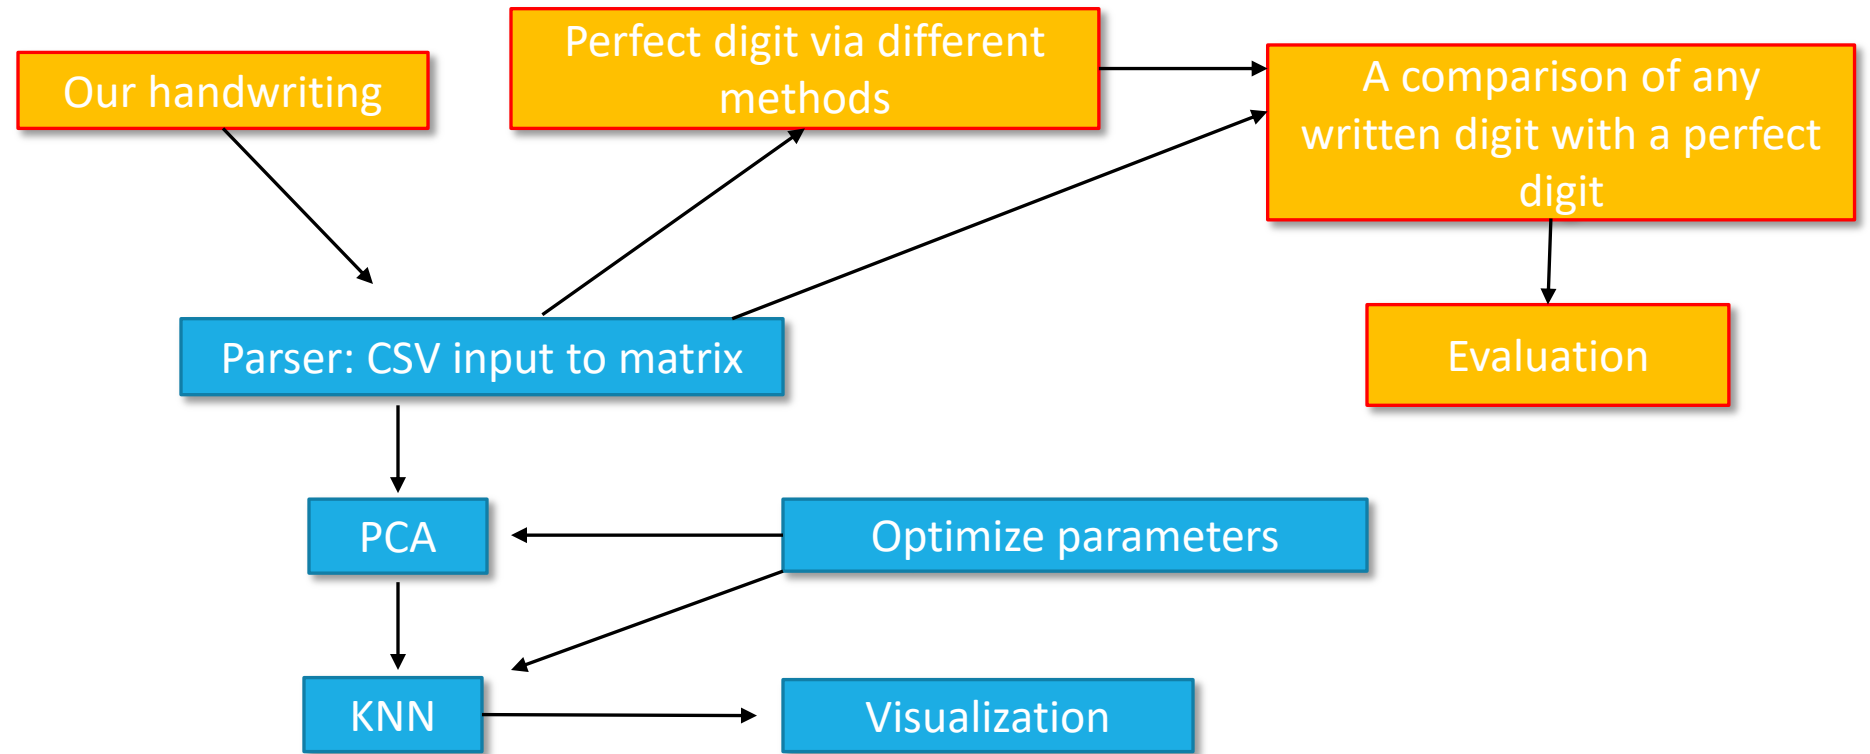 Our handwriting
Perfect digit via different
methods
A comparison of any
written digit with a perfect
digit
Parser: CSV input to matrix
Evaluation
PCA
Optimize parameters
KNN
Visualization